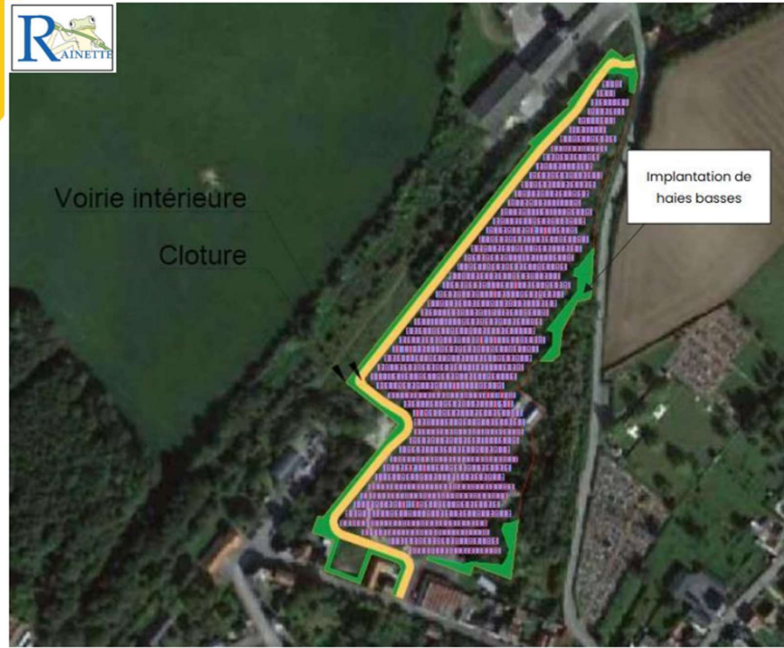 RAINETTE
Voirie intérieure
Cloture
Implantation de
haies basses